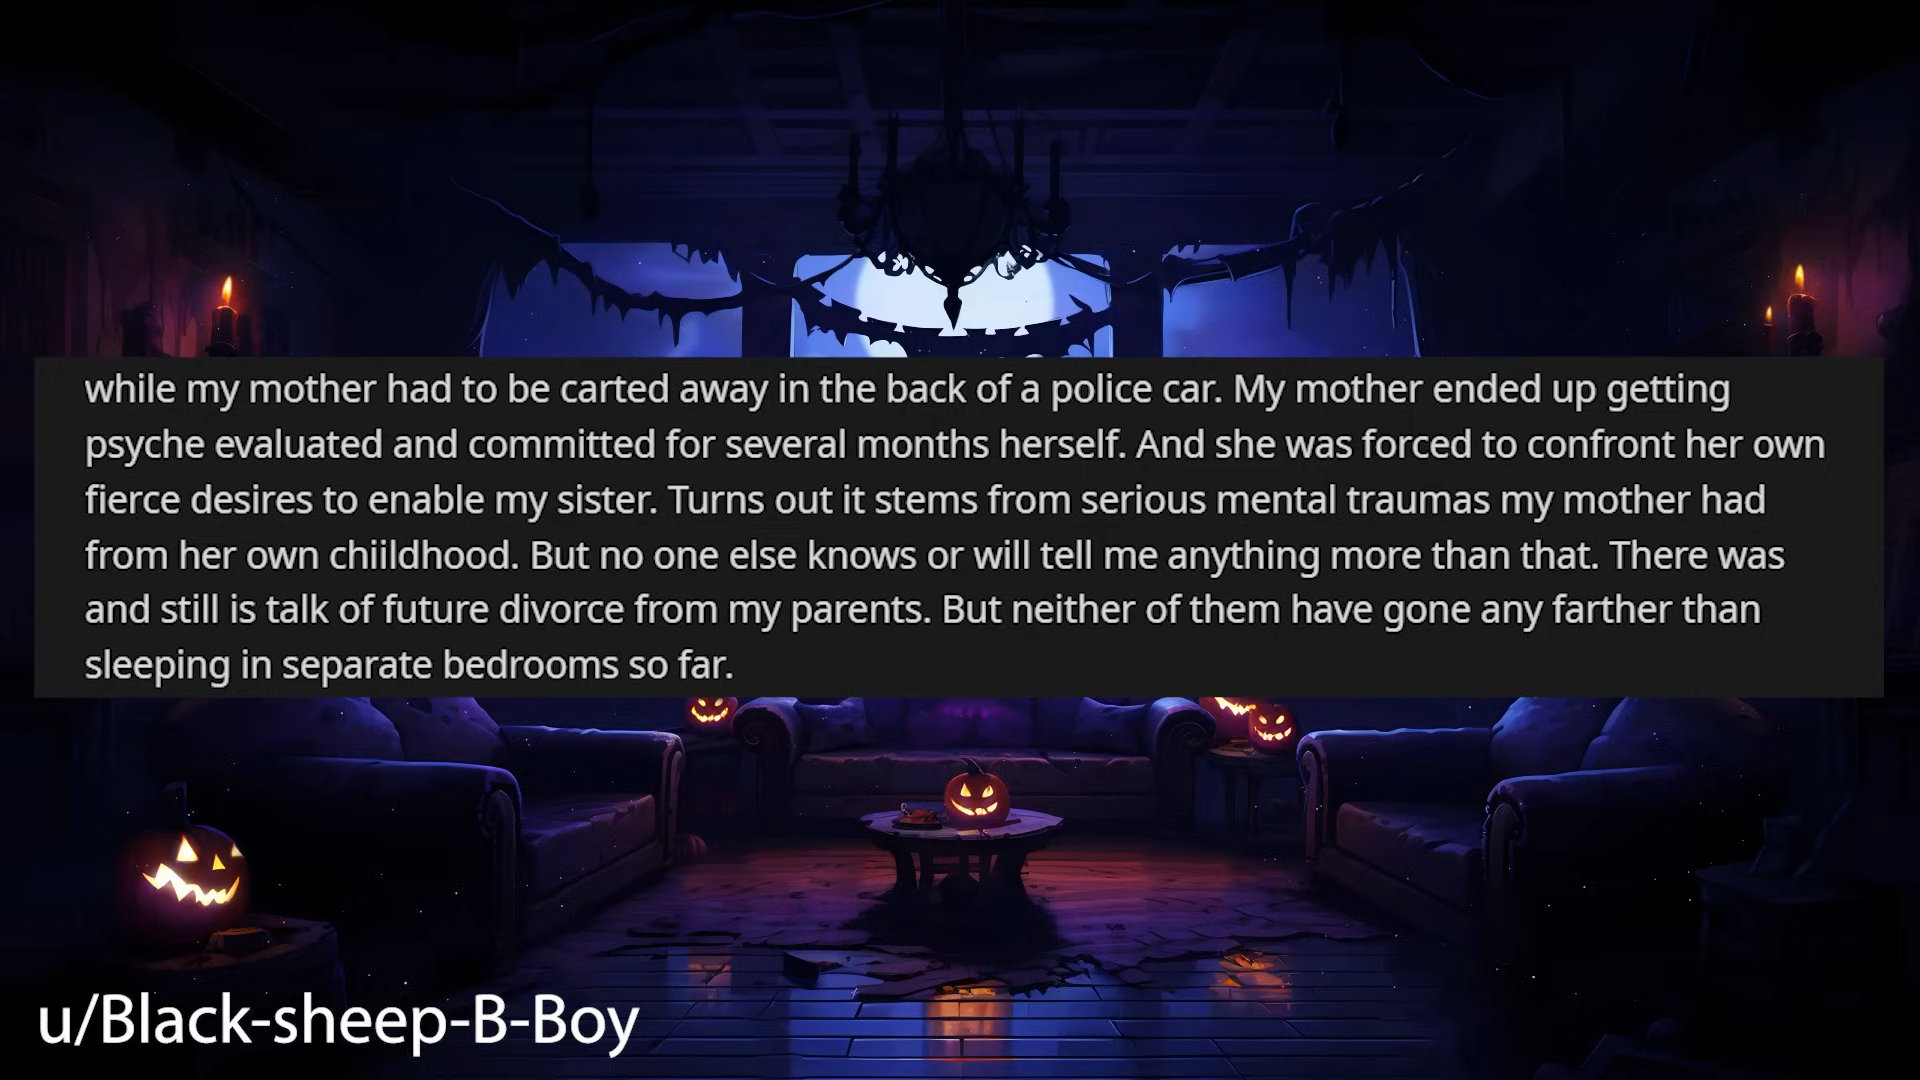 while my mother had to be carted away in the back of a police car. My mother ended up getting
psyche evaluated and committed for several months herself. And she was forced to confront her own
fierce desires to enable my sister. Turns out it stems from serious mental traumas my mother had
from her own chiildhood. But no one else knows or will tell me anything more than that. There was
and still is talk of future divorce from my parents. But neither of them have gone any farther than
sleeping in separate bedrooms so far.
u/Black-sheep-B-Boy